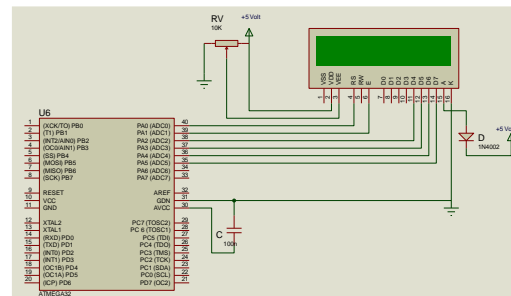 RV
10K
+5 Volt
VSS VDD VEE RS RW E D0 D1 D2 D3 D4 D5 D6 D7 A K
1 2 3 4 5 6 7 8 9 10 11 12 13 14 15 16
D
1N4002
+5 Vol
U6
1 (XCK/TO) PB0 PA0 (ADC0) 40
2 (T1) PB1 PA1 (ADC1) 39
3 (INT2/AIN0) PB2 PA2 (ADC2) 38
4 (OC0/AIN1) PB3 PA3 (ADC3) 37
5 (SS) PB4 PA4 (ADC4) 36
6 (MOSI) PB5 PA5 (ADC5) 35
7 (MISO) PB6 PA6 (ADC6) 34
8 (SCK) PB7 PA7 (ADC7) 33
9 RESET AREF 32
10 VCC GDN 31
11 GND AVCC 30
12 XTAL2 PC7 (TOSC2) 29
13 XTAL1 PC 6 (TOSC1) 28
14 (RXD) PD0 PC5 (TDI) 27
15 (TXD) PD1 PC4 (TDO) 26
16 (INT0) PD2 PC3 (TMS) 25
17 (INT1) PD3 PC2 (TCK) 24
18 (OC1B) PD4 PC1 (SDA) 23
19 (OC1A) PD5 PC0 (SCL) 22
20 (ICP) PD6 PD7 (OC2) 21
ATMEGA32
C
100n